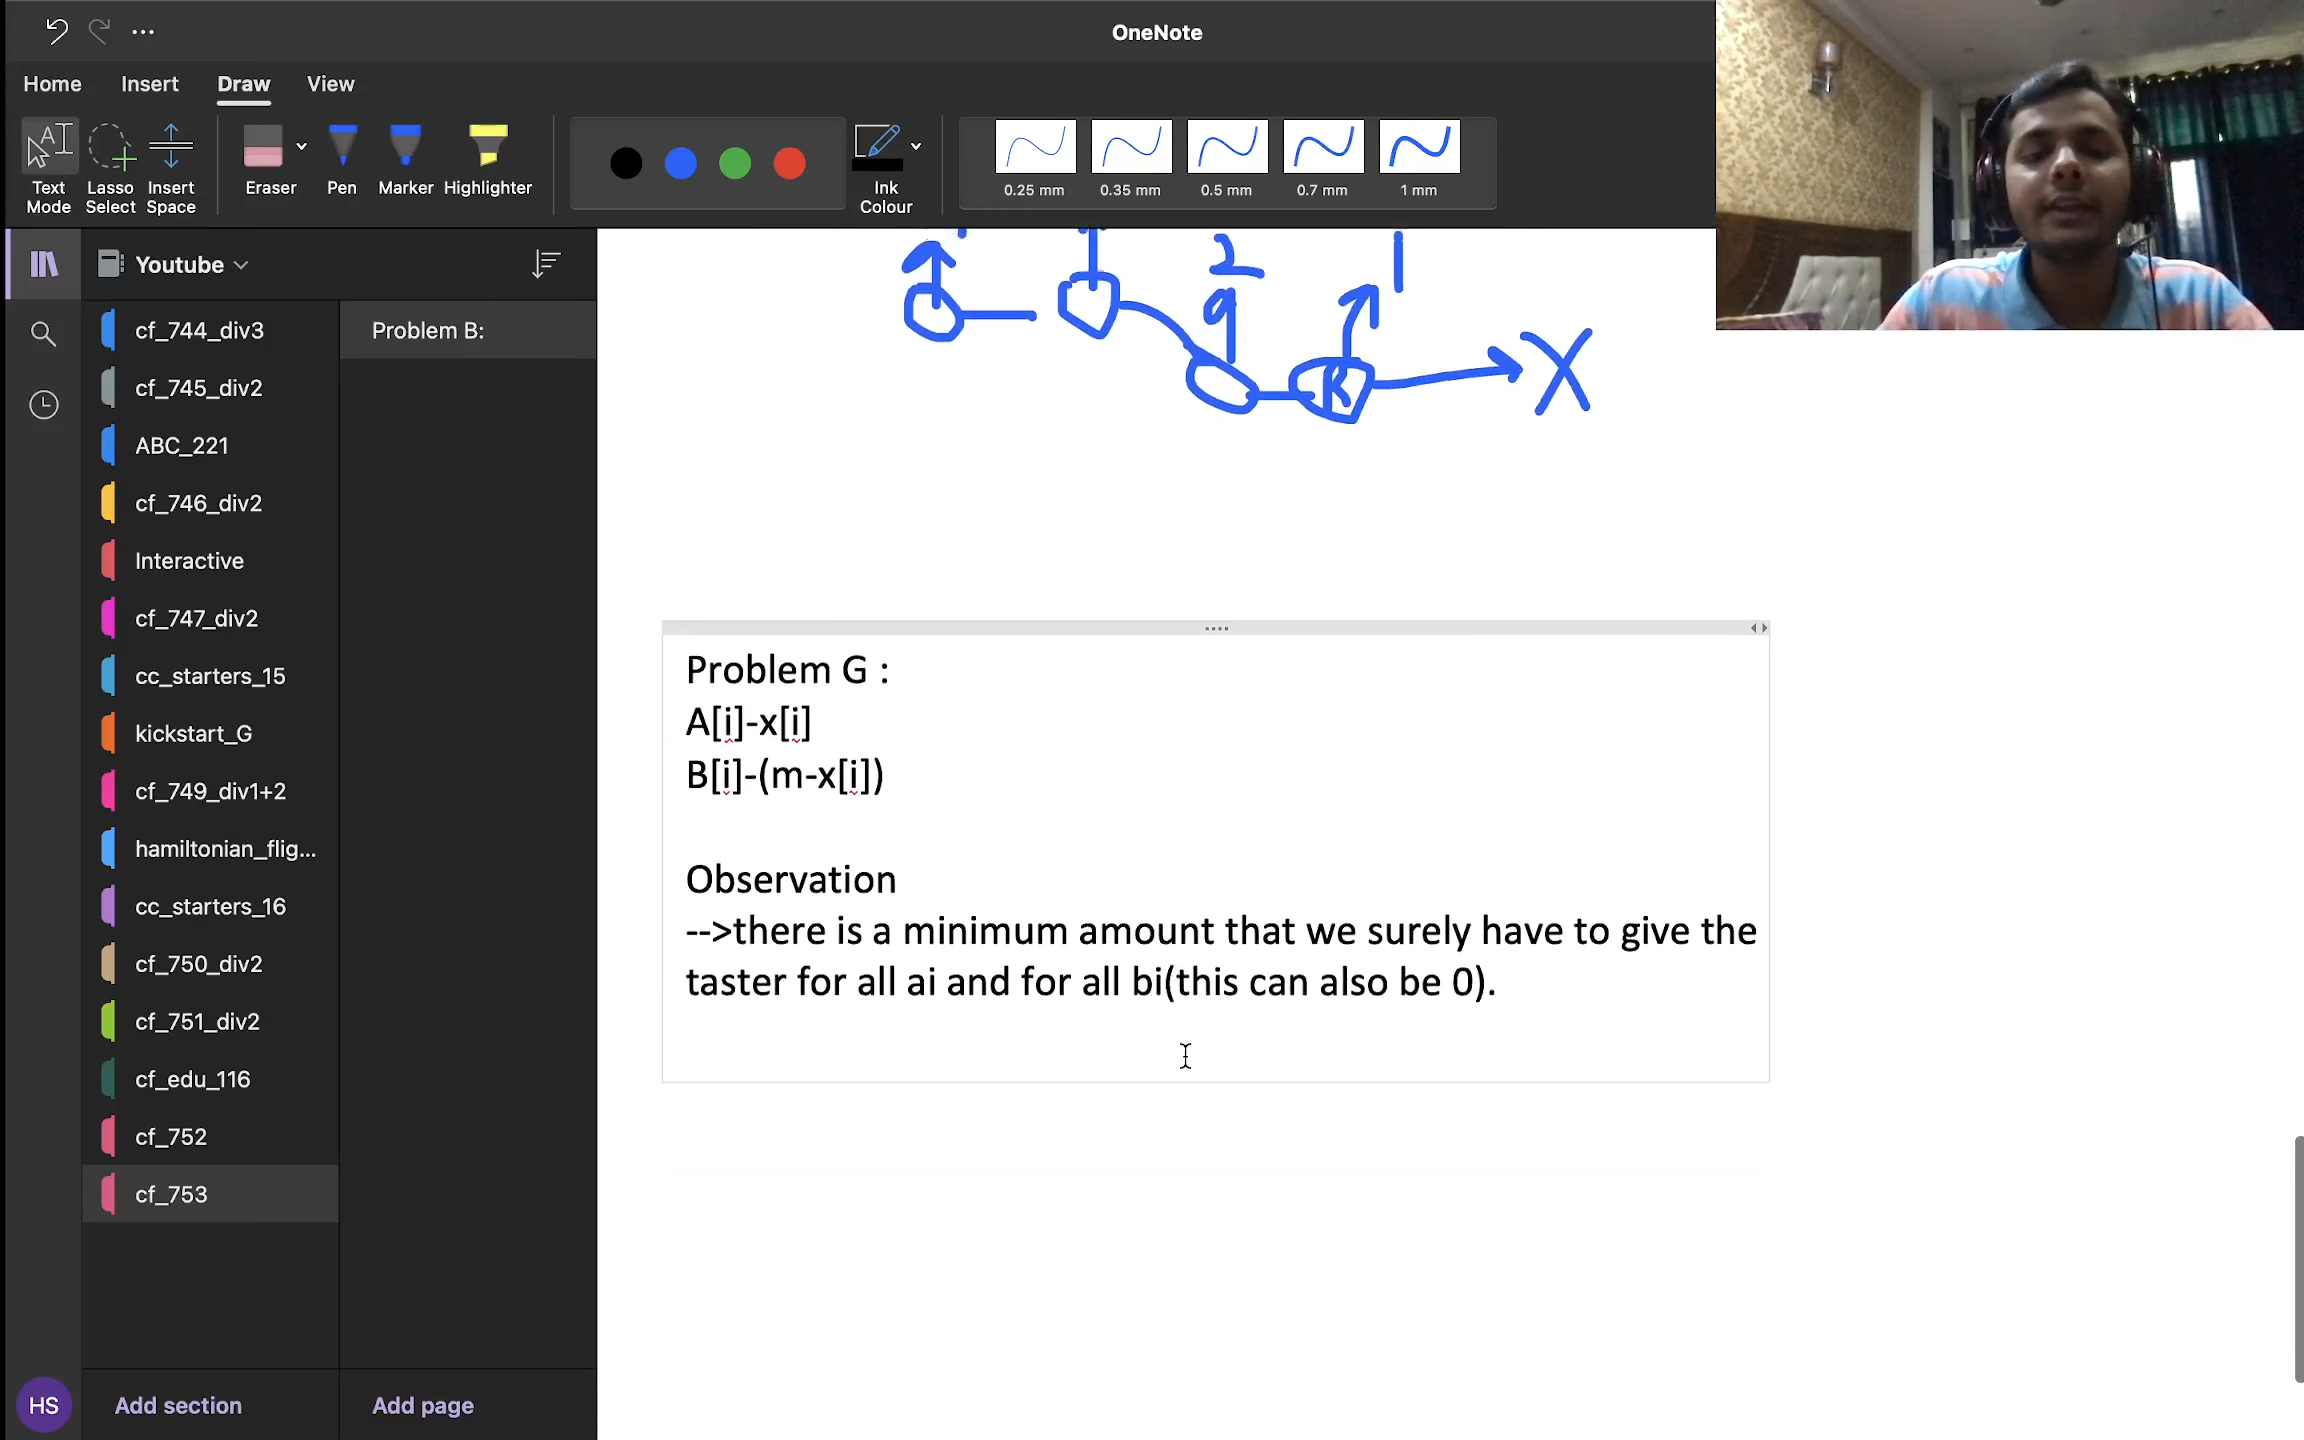 OneNote
Home Insert Draw View
Text Mode
Lasso Select
Insert Space
Eraser
Pen
Marker
Highlighter
Ink Colour
0.25 mm
0.35 mm
0.5 mm
0.7 mm
1 mm
Youtube
cf_744_div3
cf_745_div2
ABC_221
cf_746_div2
Interactive
cf_747_div2
cc_starters_15
kickstart_G
cf_749_div1+2
hamiltonian_flig...
cc_starters_16
cf_750_div2
cf_751_div2
cf_edu_116
cf_752
cf_753
HS
Add section
Problem B:
Add page
2 1
K X
Problem G :
A[i]-x[i]
B[i]-(m-x[i])
Observation
-->there is a minimum amount that we surely have to give the
taster for all ai and for all bi(this can also be 0).